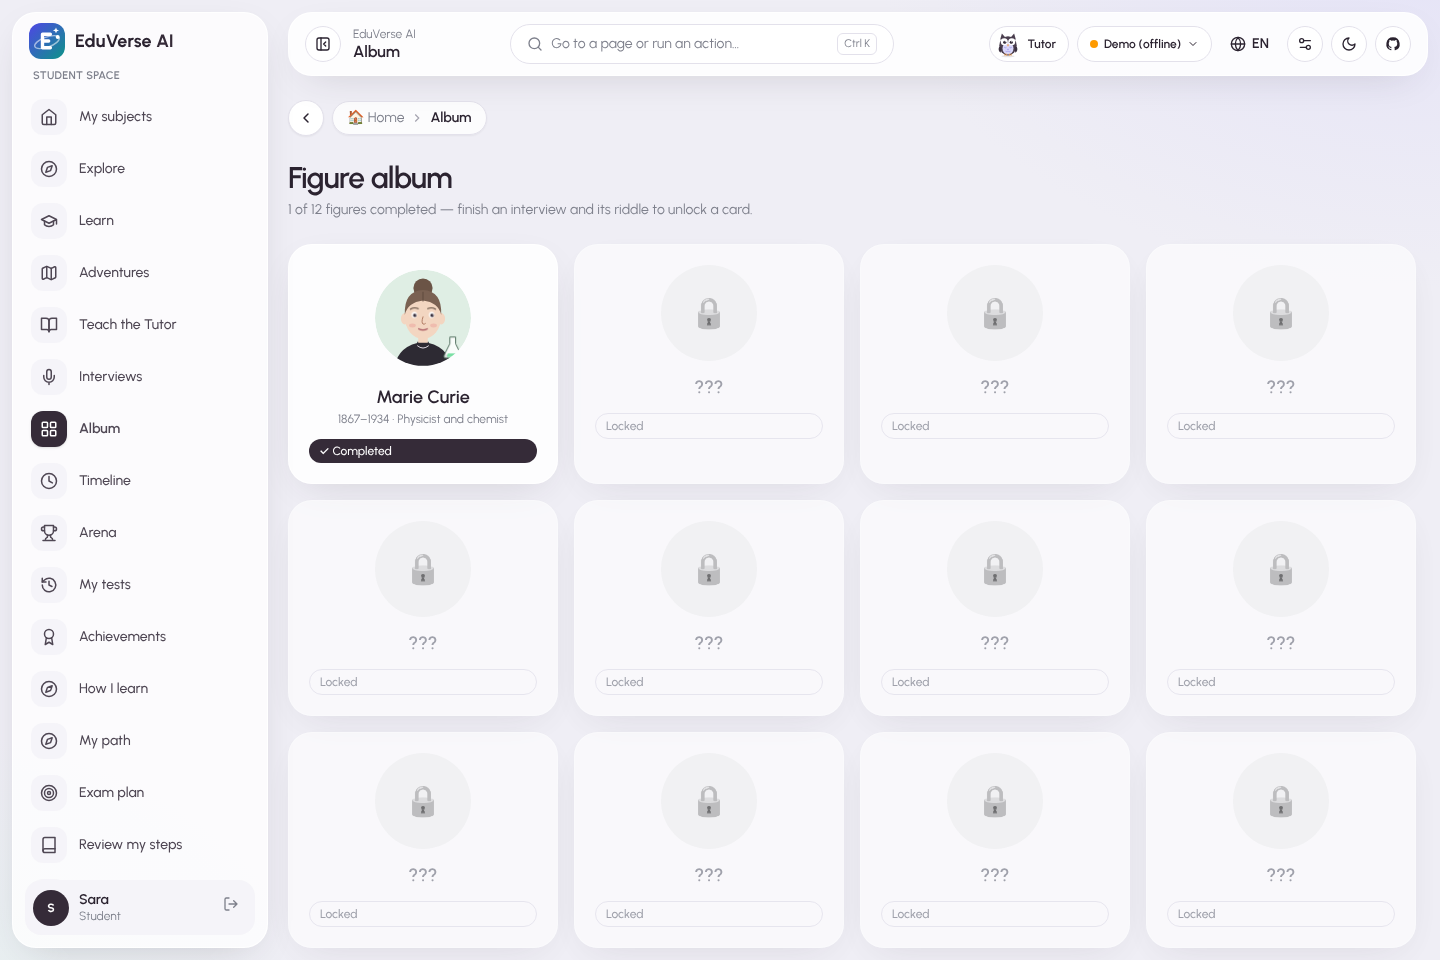 EduVerse AI
STUDENT SPACE
My subjects
Explore
Learn
Adventures
Teach the Tutor
Interviews
Album
Timeline
Arena
My tests
Achievements
How I learn
My path
Exam plan
Review my steps
S
Sara
Student
EduVerse AI
Album
Go to a page or run an action...
Ctrl K
Tutor
Demo (offline)
EN
Home > Album
Figure album
1 of 12 figures completed — finish an interview and its riddle to unlock a card.
Marie Curie
1867–1934 · Physicist and chemist
✓ Completed
???
Locked
???
Locked
???
Locked
???
Locked
???
Locked
???
Locked
???
Locked
???
Locked
???
Locked
???
Locked
???
Locked